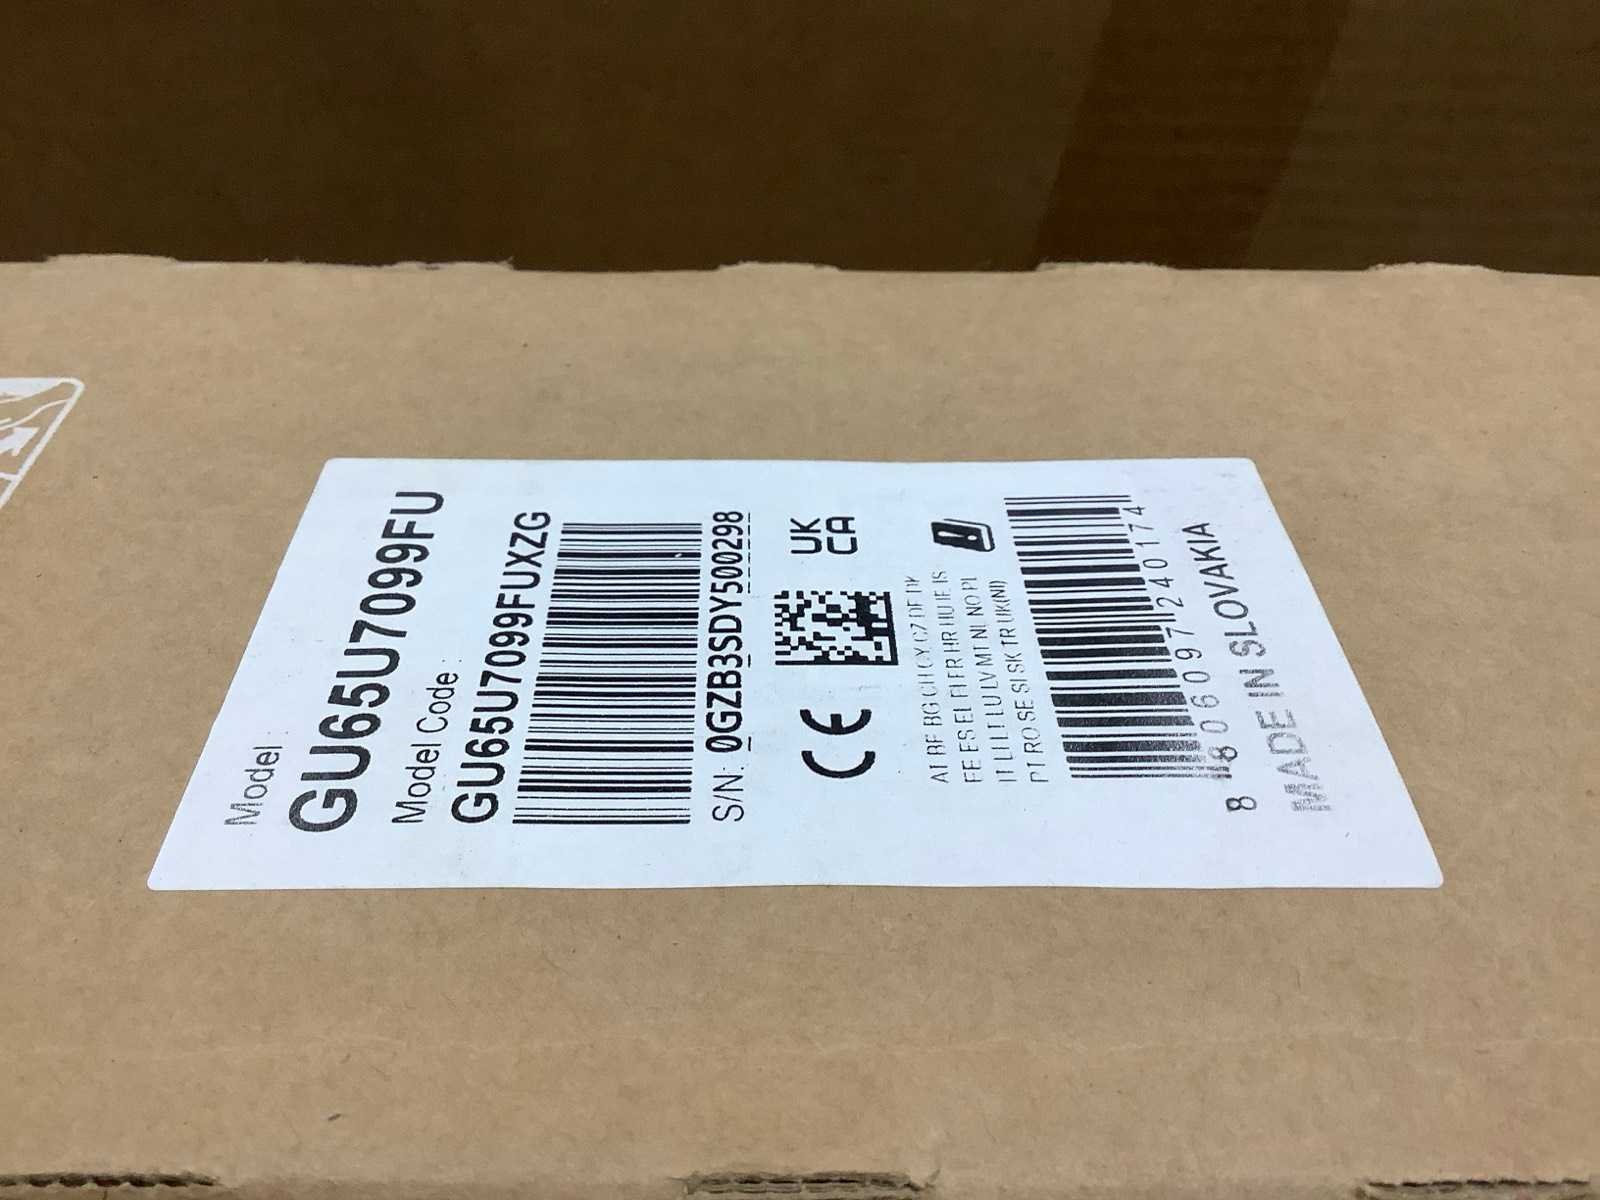 Model :
GU65U7099FU
Model Code :
GU65U7099FUXZG
S/N: 0GZB3SDY500298
CE
UK
CA
AT BE BG CH CY CZ DE DK
EE ES EL FI FR HR HU IE IS
IT LI LT LU LV MT NL NO PL
PT RO SE SI SK TR UK(NI)
8 806097 240174
MADE IN SLOVAKIA